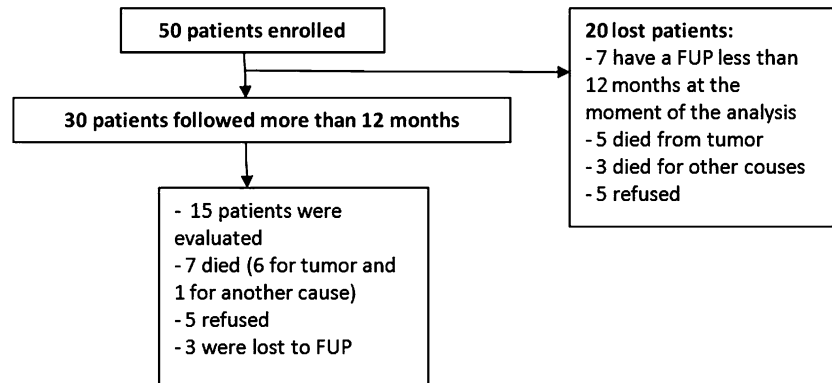 50 patients enrolled
20 lost patients:
- 7 have a FUP less than
12 months at the
moment of the analysis
- 5 died from tumor
- 3 died for other couses
- 5 refused
30 patients followed more than 12 months
- 15 patients were
evaluated
- 7 died (6 for tumor and
1 for another cause)
- 5 refused
- 3 were lost to FUP